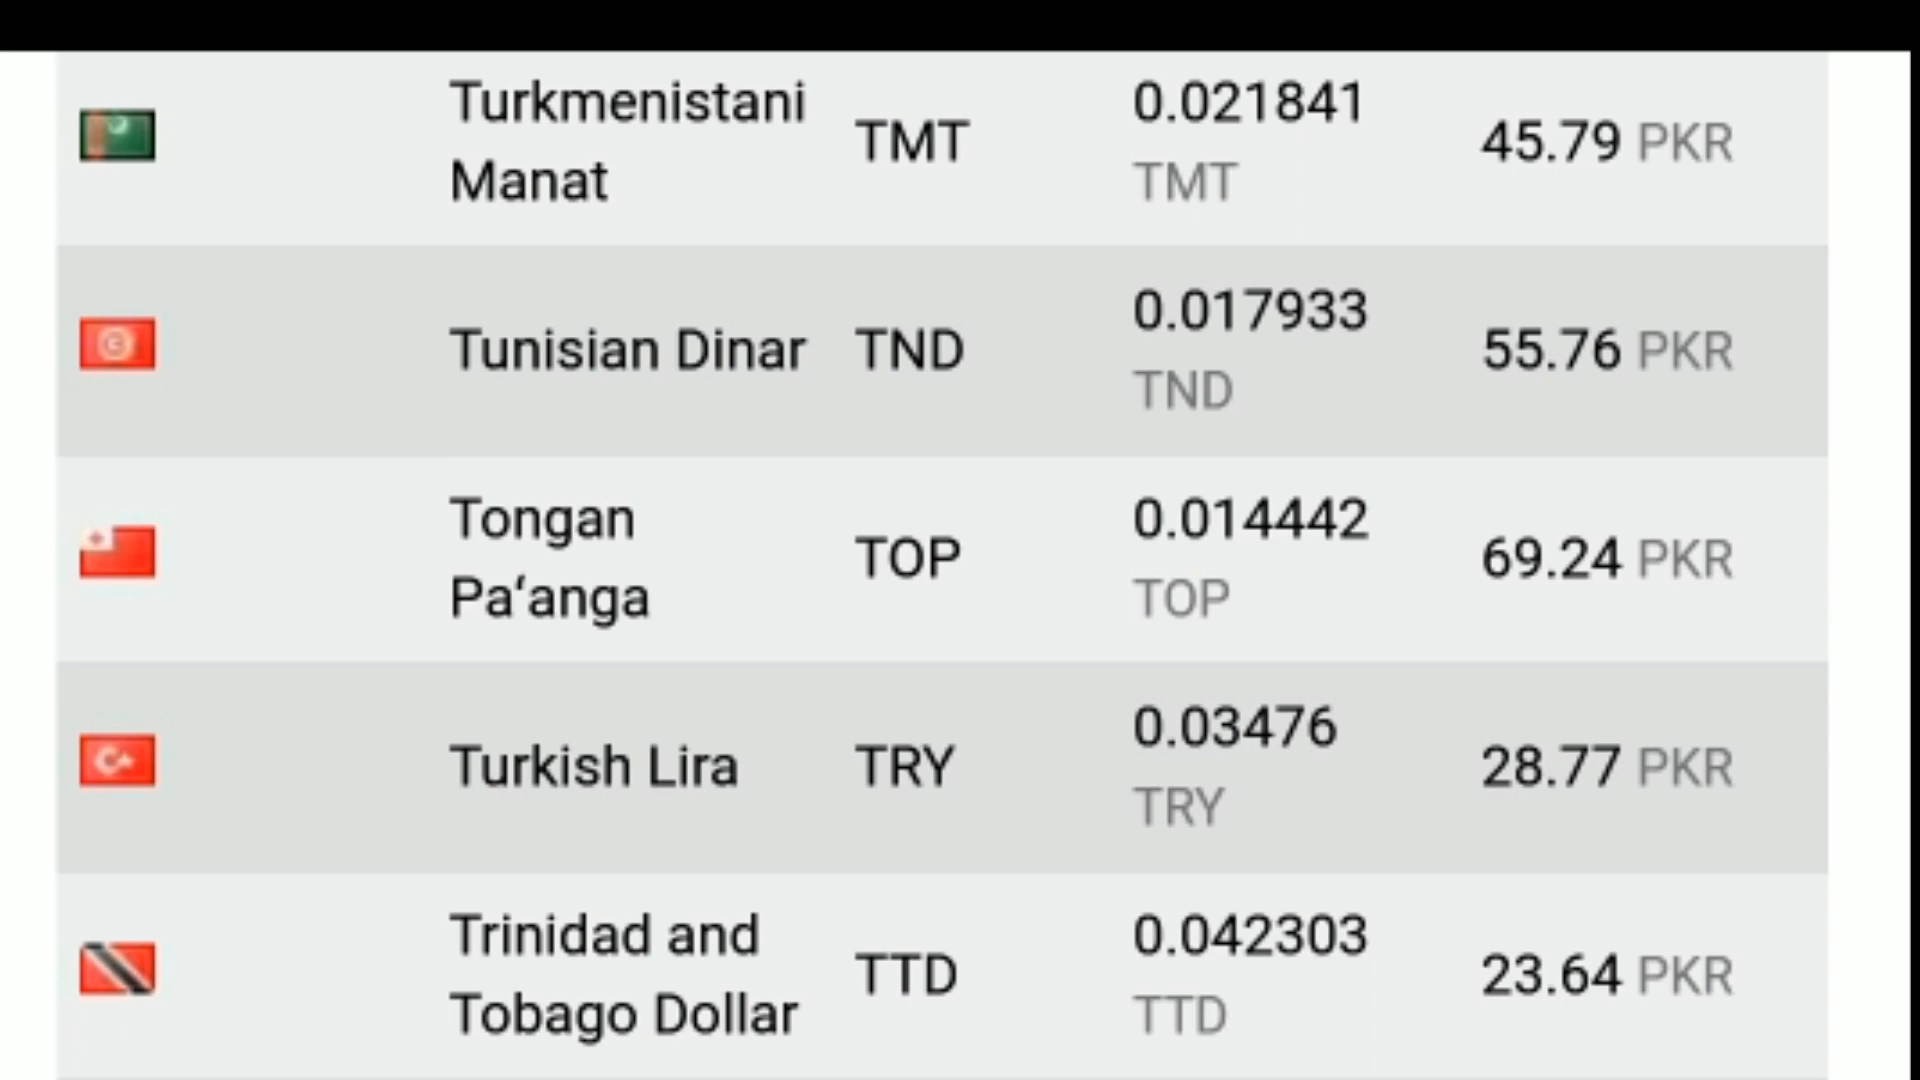 Turkmenistani
Manat
TMT
0.021841
TMT
45.79 PKR
Tunisian Dinar
TND
0.017933
TND
55.76 PKR
Tongan
Paʻanga
TOP
0.014442
TOP
69.24 PKR
Turkish Lira
TRY
0.03476
TRY
28.77 PKR
Trinidad and
Tobago Dollar
TTD
0.042303
TTD
23.64 PKR